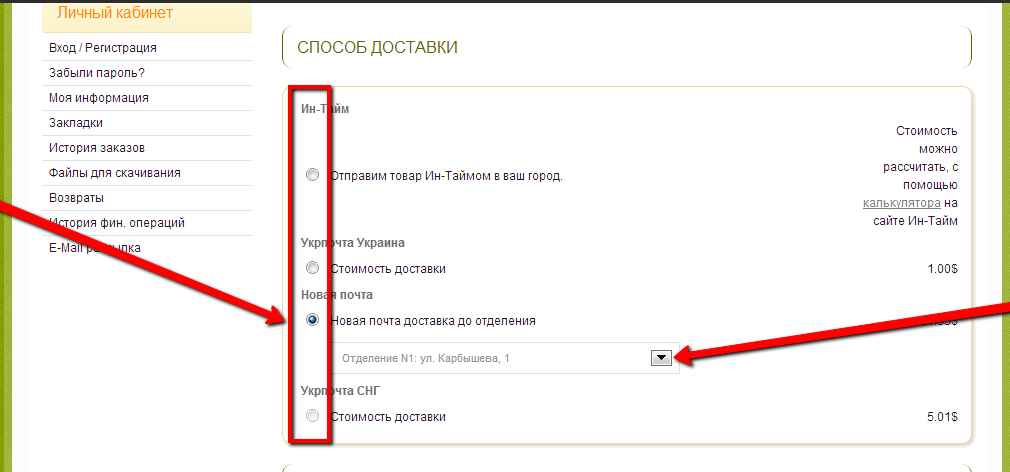 Личный кабинет
Вход / Регистрация
Забыли пароль?
Моя информация
Закладки
История заказов
Файлы для скачивания
Возвраты
История фин. операций
E-Mail рассылка
СПОСОБ ДОСТАВКИ
Ин-Тайм
Отправим товар Ин-Таймом в ваш город.
Стоимость
можно
рассчитать, с
помощью
калькулятора на
сайте Ин-Тайм
Укрпочта Украина
Стоимость доставки 1.00$
Новая почта
Новая почта доставка до отделения
Отделение N1: ул. Карбышева, 1
Укрпочта СНГ
Стоимость доставки 5.01$